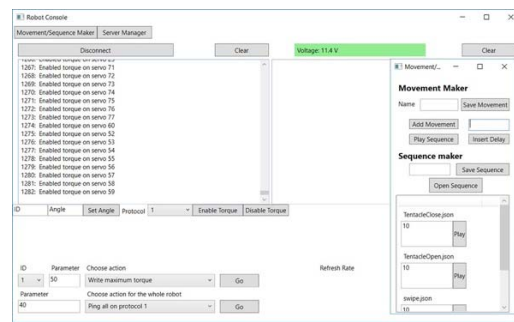 Robot Console
Movement/Sequence Maker Server Manager
Disconnect Clear Voltage: 11.4 V Clear
1267: Enabled torque on servo 71
1268: Enabled torque on servo 72
1269: Enabled torque on servo 73
1270: Enabled torque on servo 74
1271: Enabled torque on servo 75
1272: Enabled torque on servo 76
1273: Enabled torque on servo 77
1274: Enabled torque on servo 60
1275: Enabled torque on servo 52
1276: Enabled torque on servo 53
1277: Enabled torque on servo 54
1278: Enabled torque on servo 55
1279: Enabled torque on servo 56
1280: Enabled torque on servo 57
1281: Enabled torque on servo 58
1282: Enabled torque on servo 59
ID Angle Set Angle Protocol 1 Enable Torque Disable Torque
ID Parameter Choose action Refresh Rate
1 50 Write maximum torque Go
Parameter Choose action for the whole robot
40 Ping all on protocol 1 Go
Movement/...
Movement Maker
Name Save Movement
Add Movement
Play Sequence Insert Delay
Sequence maker
Save Sequence
Open Sequence
TentacleClose.json
10
Play
TentacleOpen.json
10
Play
swipe.json
10